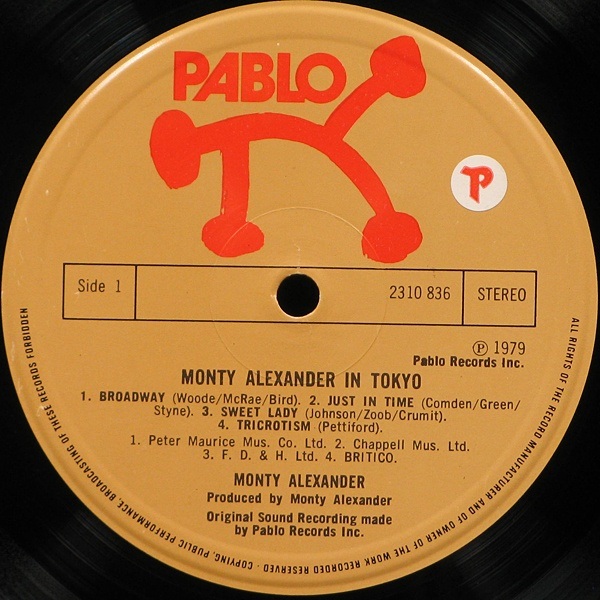 PABLO
P
Side 1
2310 836
STEREO
℗ 1979
Pablo Records Inc.
MONTY ALEXANDER IN TOKYO
1. BROADWAY (Woode/McRae/Bird). 2. JUST IN TIME (Comden/Green/
Styne). 3. SWEET LADY (Johnson/Zoob/Crumit).
4. TRICROTISM (Pettiford).
1. Peter Maurice Mus. Co. Ltd. 2. Chappell Mus. Ltd.
3. F. D. & H. Ltd. 4. BRITICO.
MONTY ALEXANDER
Produced by Monty Alexander
Original Sound Recording made
by Pablo Records Inc.
ALL RIGHTS OF THE RECORD MANUFACTURER AND OF OWNER OF THE WORK RECORDED RESERVED · COPYING, PUBLIC PERFORMANCE, BROADCASTING OF THESE RECORDS FORBIDDEN